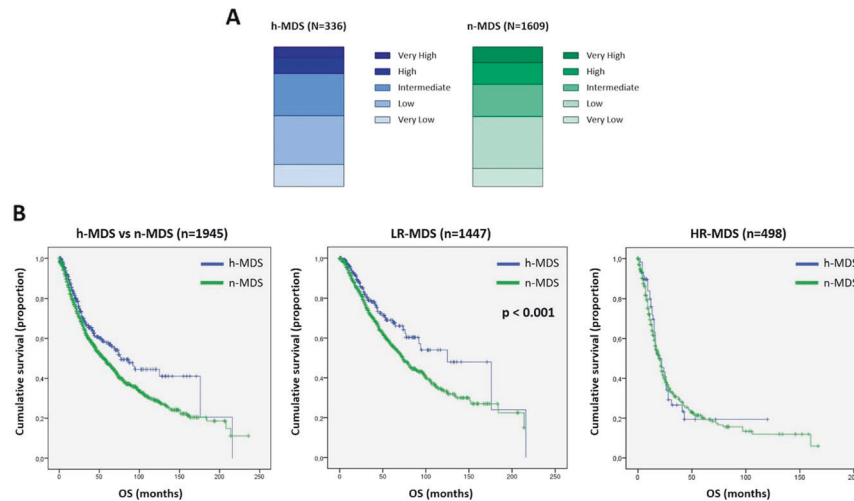 A
h-MDS (N=336)
n-MDS (N=1609)
Very High
High
Intermediate
Low
Very Low
Very High
High
Intermediate
Low
Very Low
B
h-MDS vs n-MDS (n=1945)
LR-MDS (n=1447)
HR-MDS (n=498)
Cumulative survival (proportion)
1,0
0,8
0,6
0,4
0,2
0,0
h-MDS
n-MDS
0
50
100
150
200
250
OS (months)
Cumulative survival (proportion)
1,0
0,8
0,6
0,4
0,2
0,0
h-MDS
n-MDS
p < 0.001
0
50
100
150
200
250
OS (months)
Cumulative survival (proportion)
1,0
0,8
0,6
0,4
0,2
0,0
h-MDS
n-MDS
0
50
100
150
200
OS (months)